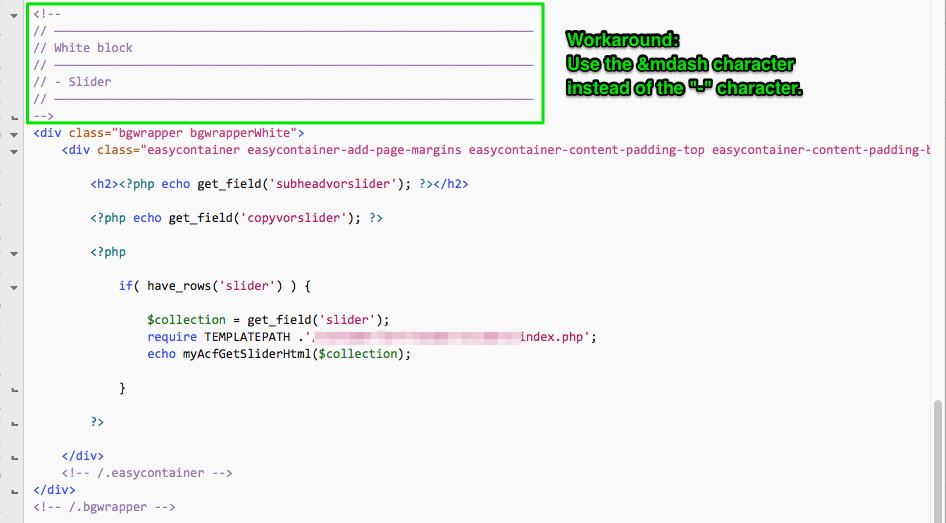 <!--
// ————————————————————————————————
// White block
// ————————————————————————————————
// - Slider
// ————————————————————————————————
-->
Workaround:
Use the &mdash character
instead of the "-" character.
<div class="bgwrapper bgwrapperWhite">
<div class="easycontainer easycontainer-add-page-margins easycontainer-content-padding-top easycontainer-content-padding-b
<h2><?php echo get_field('subheadvorslider'); ?></h2>
<?php echo get_field('copyvorslider'); ?>
<?php
if( have_rows('slider') ) {
$collection = get_field('slider');
require TEMPLATEPATH .'/index.php';
echo myAcfGetSliderHtml($collection);
}
?>
</div>
<!-- /.easycontainer -->
</div>
<!-- /.bgwrapper -->